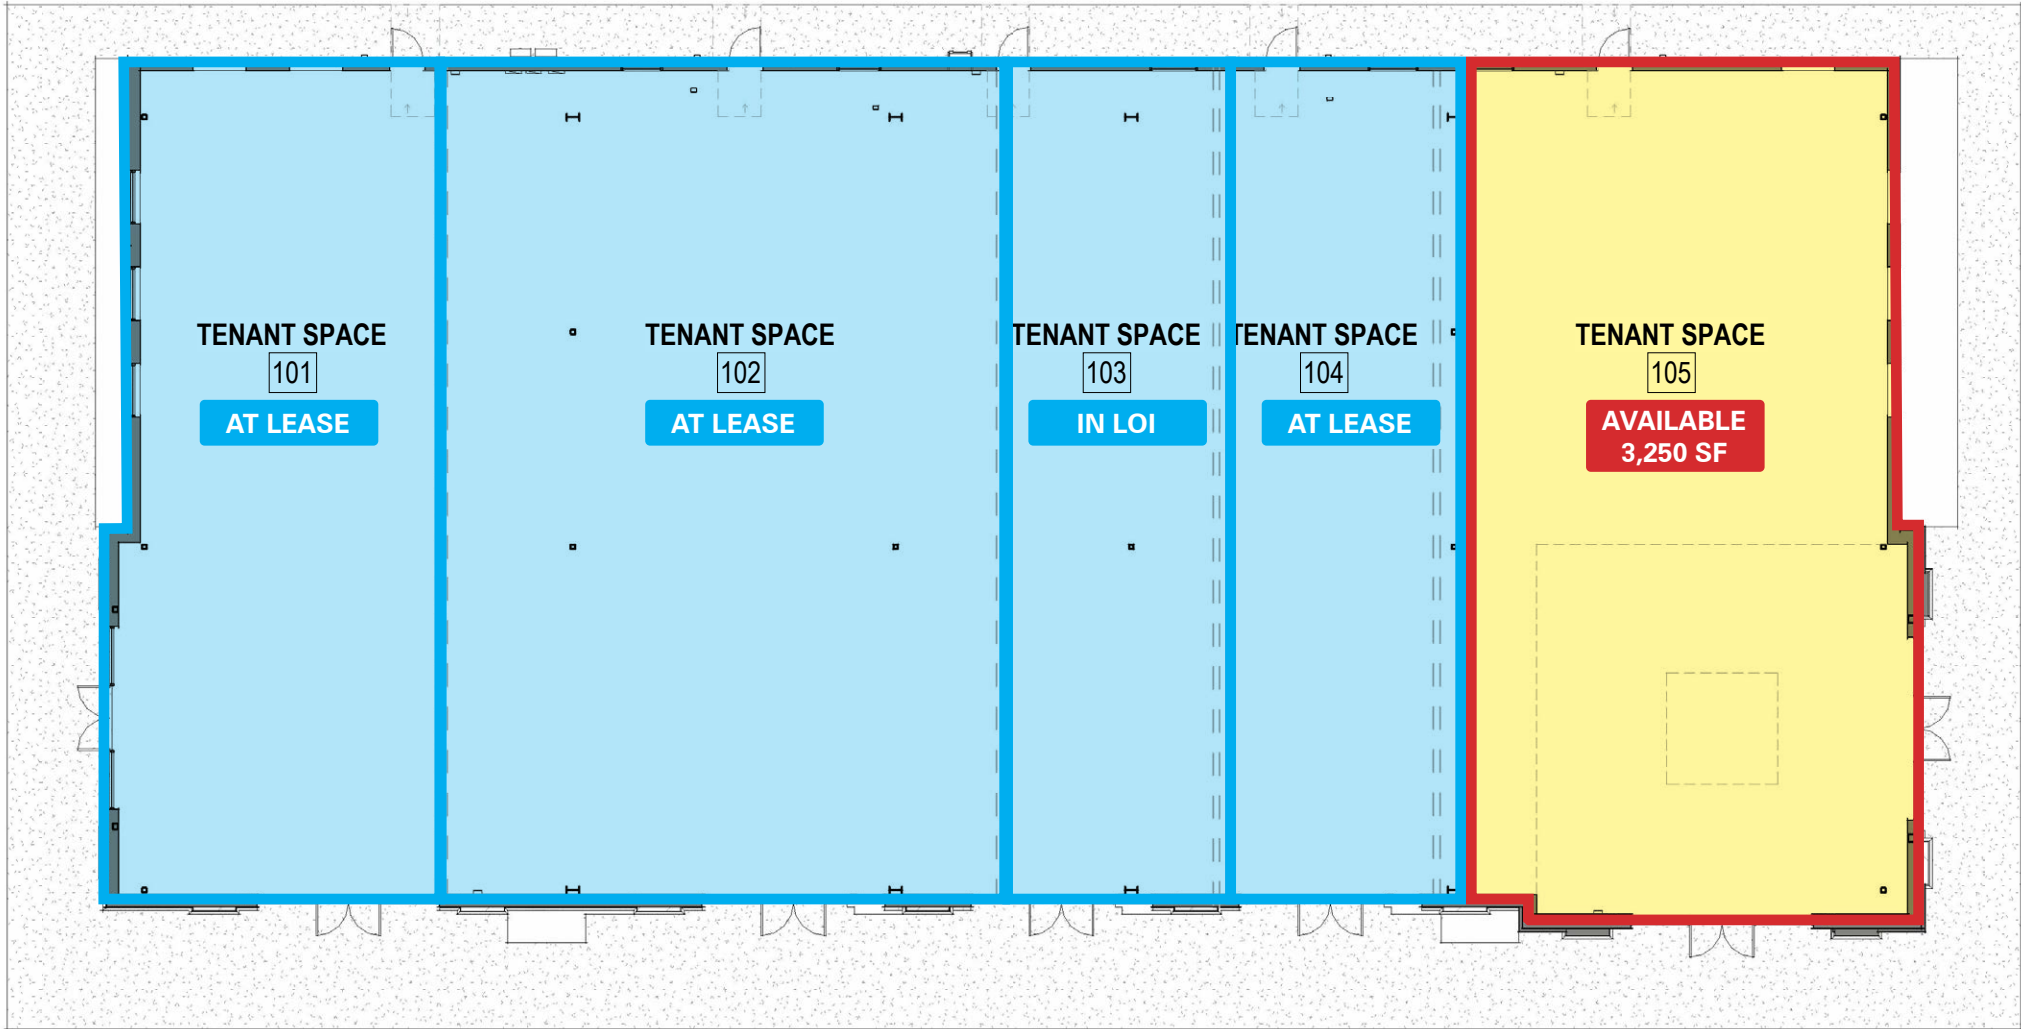 TENANT SPACE
101
AT LEASE
TENANT SPACE
102
AT LEASE
TENANT SPACE
103
IN LOI
TENANT SPACE
104
AT LEASE
TENANT SPACE
105
AVAILABLE
3,250 SF